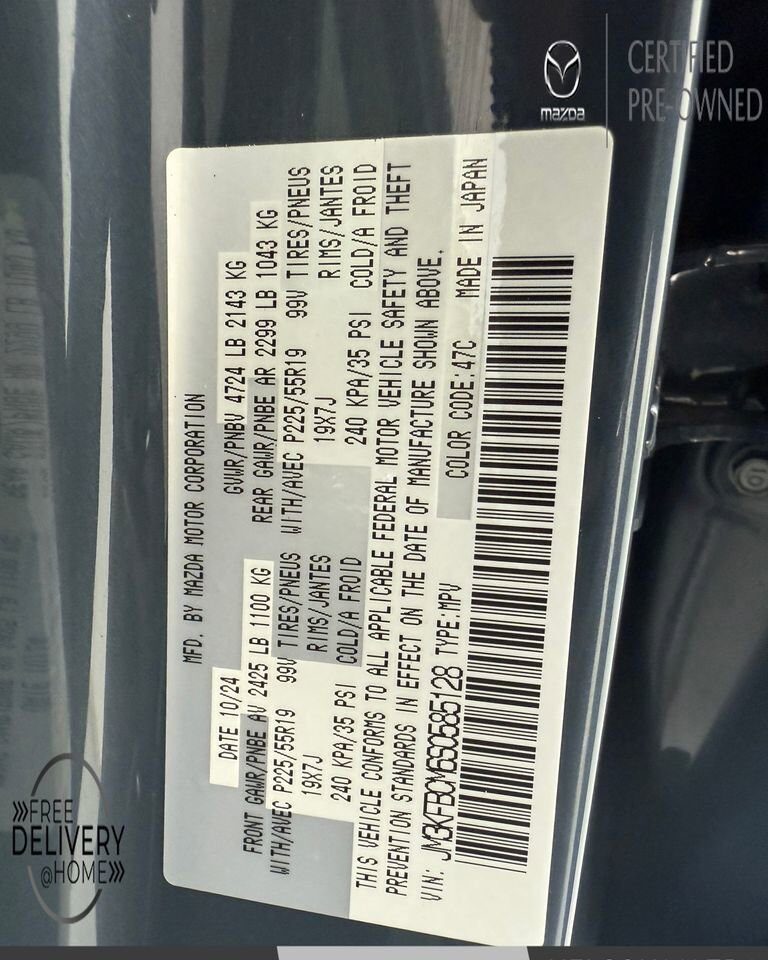 mazda
CERTIFIED
PRE-OWNED
MFD. BY MAZDA MOTOR CORPORATION
DATE 10/24 GVWR/PNBV 4724 LB 2143 KG
FRONT GAWR/PNBE AV 2425 LB 1100 KG REAR GAWR/PNBE AR 2299 LB 1043 KG
WITH/AVEC P225/55R19 99V TIRES/PNEUS WITH/AVEC P225/55R19 99V TIRES/PNEUS
19X7J RIMS/JANTES 19X7J RIMS/JANTES
240 KPA/35 PSI COLD/A FROID 240 KPA/35 PSI COLD/A FROID
THIS VEHICLE CONFORMS TO ALL APPLICABLE FEDERAL MOTOR VEHICLE SAFETY AND THEFT
PREVENTION STANDARDS IN EFFECT ON THE DATE OF MANUFACTURE SHOWN ABOVE.
VIN: JM3KFBCM6S0585128 TYPE:MPV COLOR CODE:47C MADE IN JAPAN
FREE
DELIVERY
@HOME